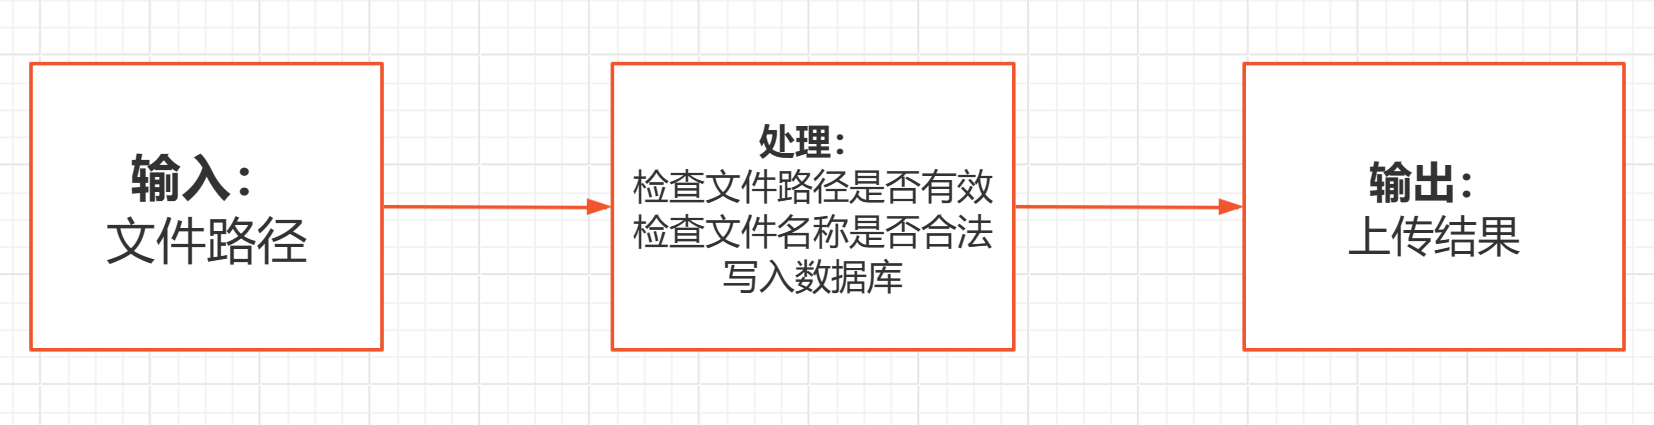 输入：
文件路径
处理：
检查文件路径是否有效
检查文件名称是否合法
写入数据库
输出：
上传结果